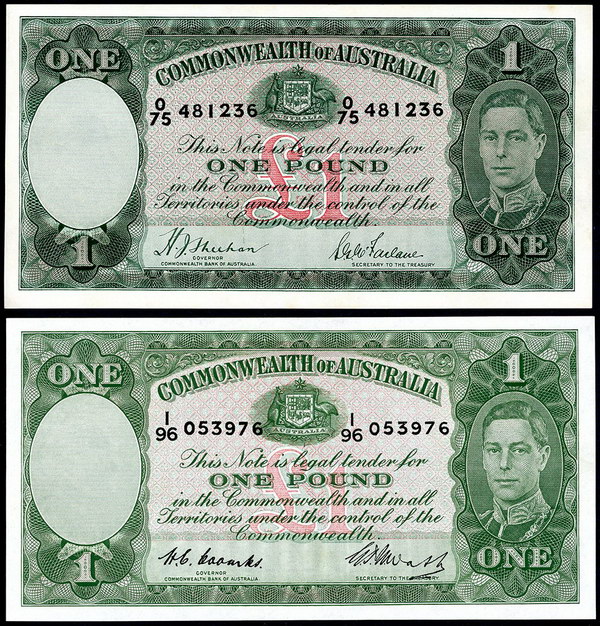 ONE
COMMONWEALTH OF AUSTRALIA
1
O/75 481236
AUSTRALIA
O/75 481236
This Note is legal tender for
ONE POUND
in the Commonwealth and in all
Territories under the control of the
Commonwealth.
£1
1
H J Sheehan
GOVERNOR
COMMONWEALTH BANK OF AUSTRALIA.
S G McFarlane
SECRETARY TO THE TREASURY.
ONE
ONE
COMMONWEALTH OF AUSTRALIA
1
I/96 053976
AUSTRALIA
I/96 053976
This Note is legal tender for
ONE POUND
in the Commonwealth and in all
Territories under the control of the
Commonwealth.
£1
1
H. C. Coombs.
GOVERNOR
COMMONWEALTH BANK OF AUSTRALIA.
SECRETARY TO THE TREASURY.
ONE